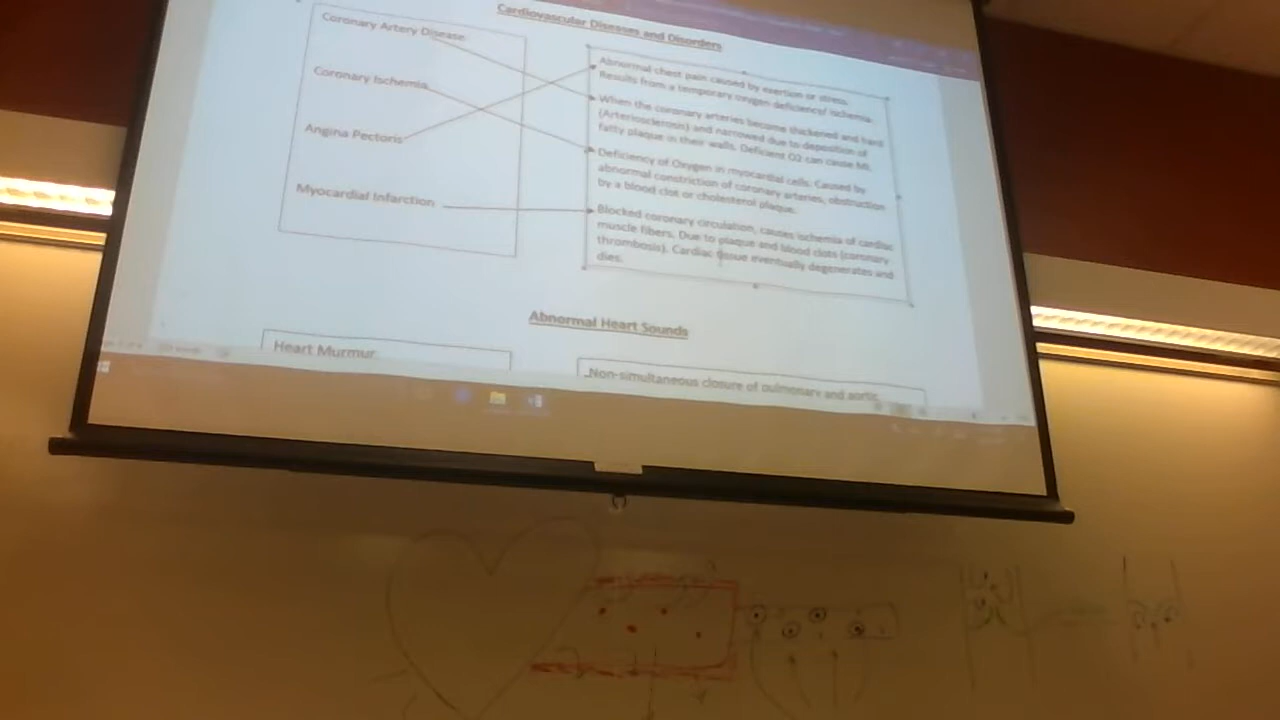 Cardiovascular Diseases and Disorders
Coronary Artery Disease
Coronary Ischemia
Angina Pectoris
Myocardial Infarction
Abnormal chest pain caused by exertion or stress.
Results from a temporary oxygen deficiency/ ischemia
When the coronary arteries become thickened and hard
(Arteriosclerosis) and narrowed due to deposition of
fatty plaque in their walls. Deficient O2 can cause MI.
Deficiency of Oxygen in myocardial cells. Caused by
abnormal constriction of coronary arteries, obstruction
by a blood clot or cholesterol plaque.
Blocked coronary circulation, causes ischemia of cardiac
muscle fibers. Due to plaque and blood clots (coronary
thrombosis). Cardiac tissue eventually degenerates and
dies.
Abnormal Heart Sounds
Heart Murmur
Non-simultaneous closure of pulmonary and aortic